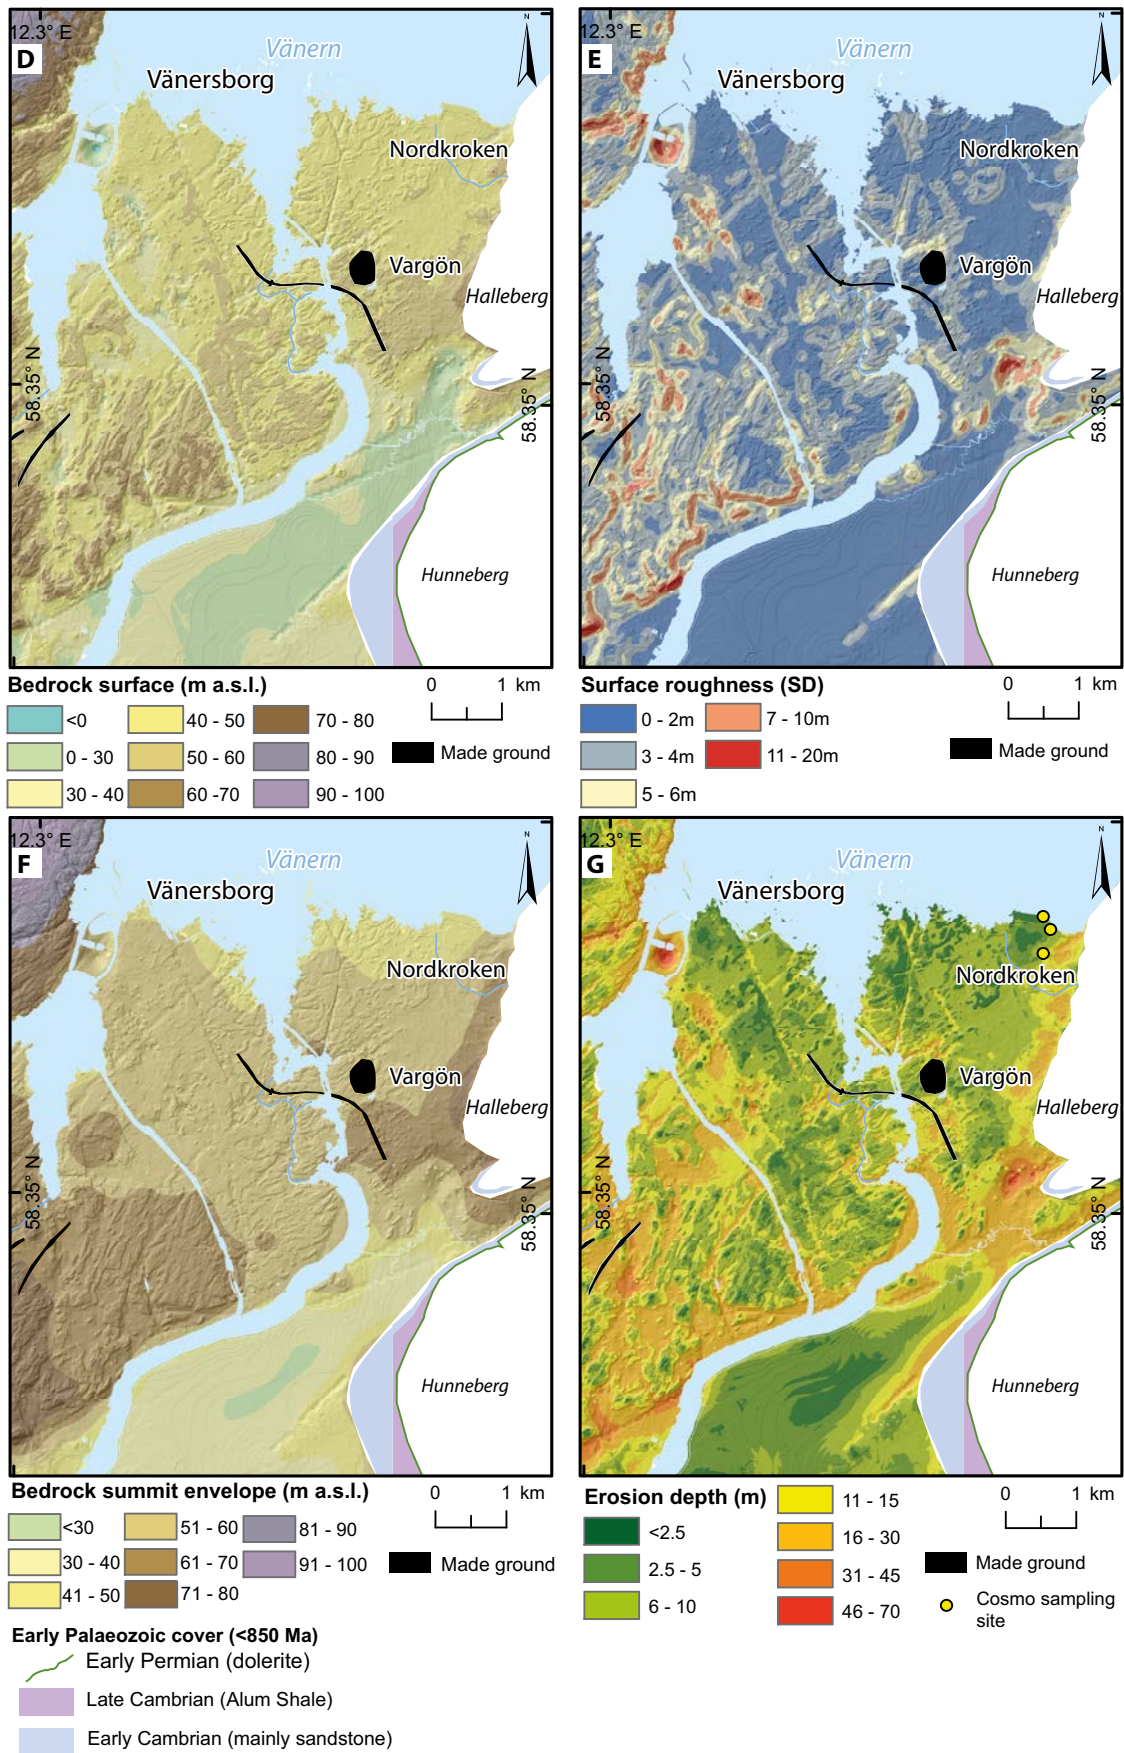 12.3° E
N
D
Vänern
Vänersborg
Nordkroken
Vargön
Halleberg
58.35° N
58.35° N
Hunneberg
Bedrock surface (m a.s.l.)
0 1 km
<0
40 - 50
70 - 80
0 - 30
50 - 60
80 - 90
Made ground
30 - 40
60 -70
90 - 100
12.3° E
N
E
Vänern
Vänersborg
Nordkroken
Vargön
Halleberg
58.35° N
58.35° N
Hunneberg
Surface roughness (SD)
0 1 km
0 - 2m
7 - 10m
3 - 4m
11 - 20m
Made ground
5 - 6m
12.3° E
N
F
Vänern
Vänersborg
Nordkroken
Vargön
Halleberg
58.35° N
58.35° N
Hunneberg
Bedrock summit envelope (m a.s.l.)
0 1 km
<30
51 - 60
81 - 90
30 - 40
61 - 70
91 - 100
Made ground
41 - 50
71 - 80
Early Palaeozoic cover (<850 Ma)
Early Permian (dolerite)
Late Cambrian (Alum Shale)
Early Cambrian (mainly sandstone)
12.3° E
N
G
Vänern
Vänersborg
Nordkroken
Vargön
Halleberg
58.35° N
58.35° N
Hunneberg
Erosion depth (m)
0 1 km
<2.5
2.5 - 5
6 - 10
11 - 15
16 - 30
31 - 45
46 - 70
Made ground
Cosmo sampling
site